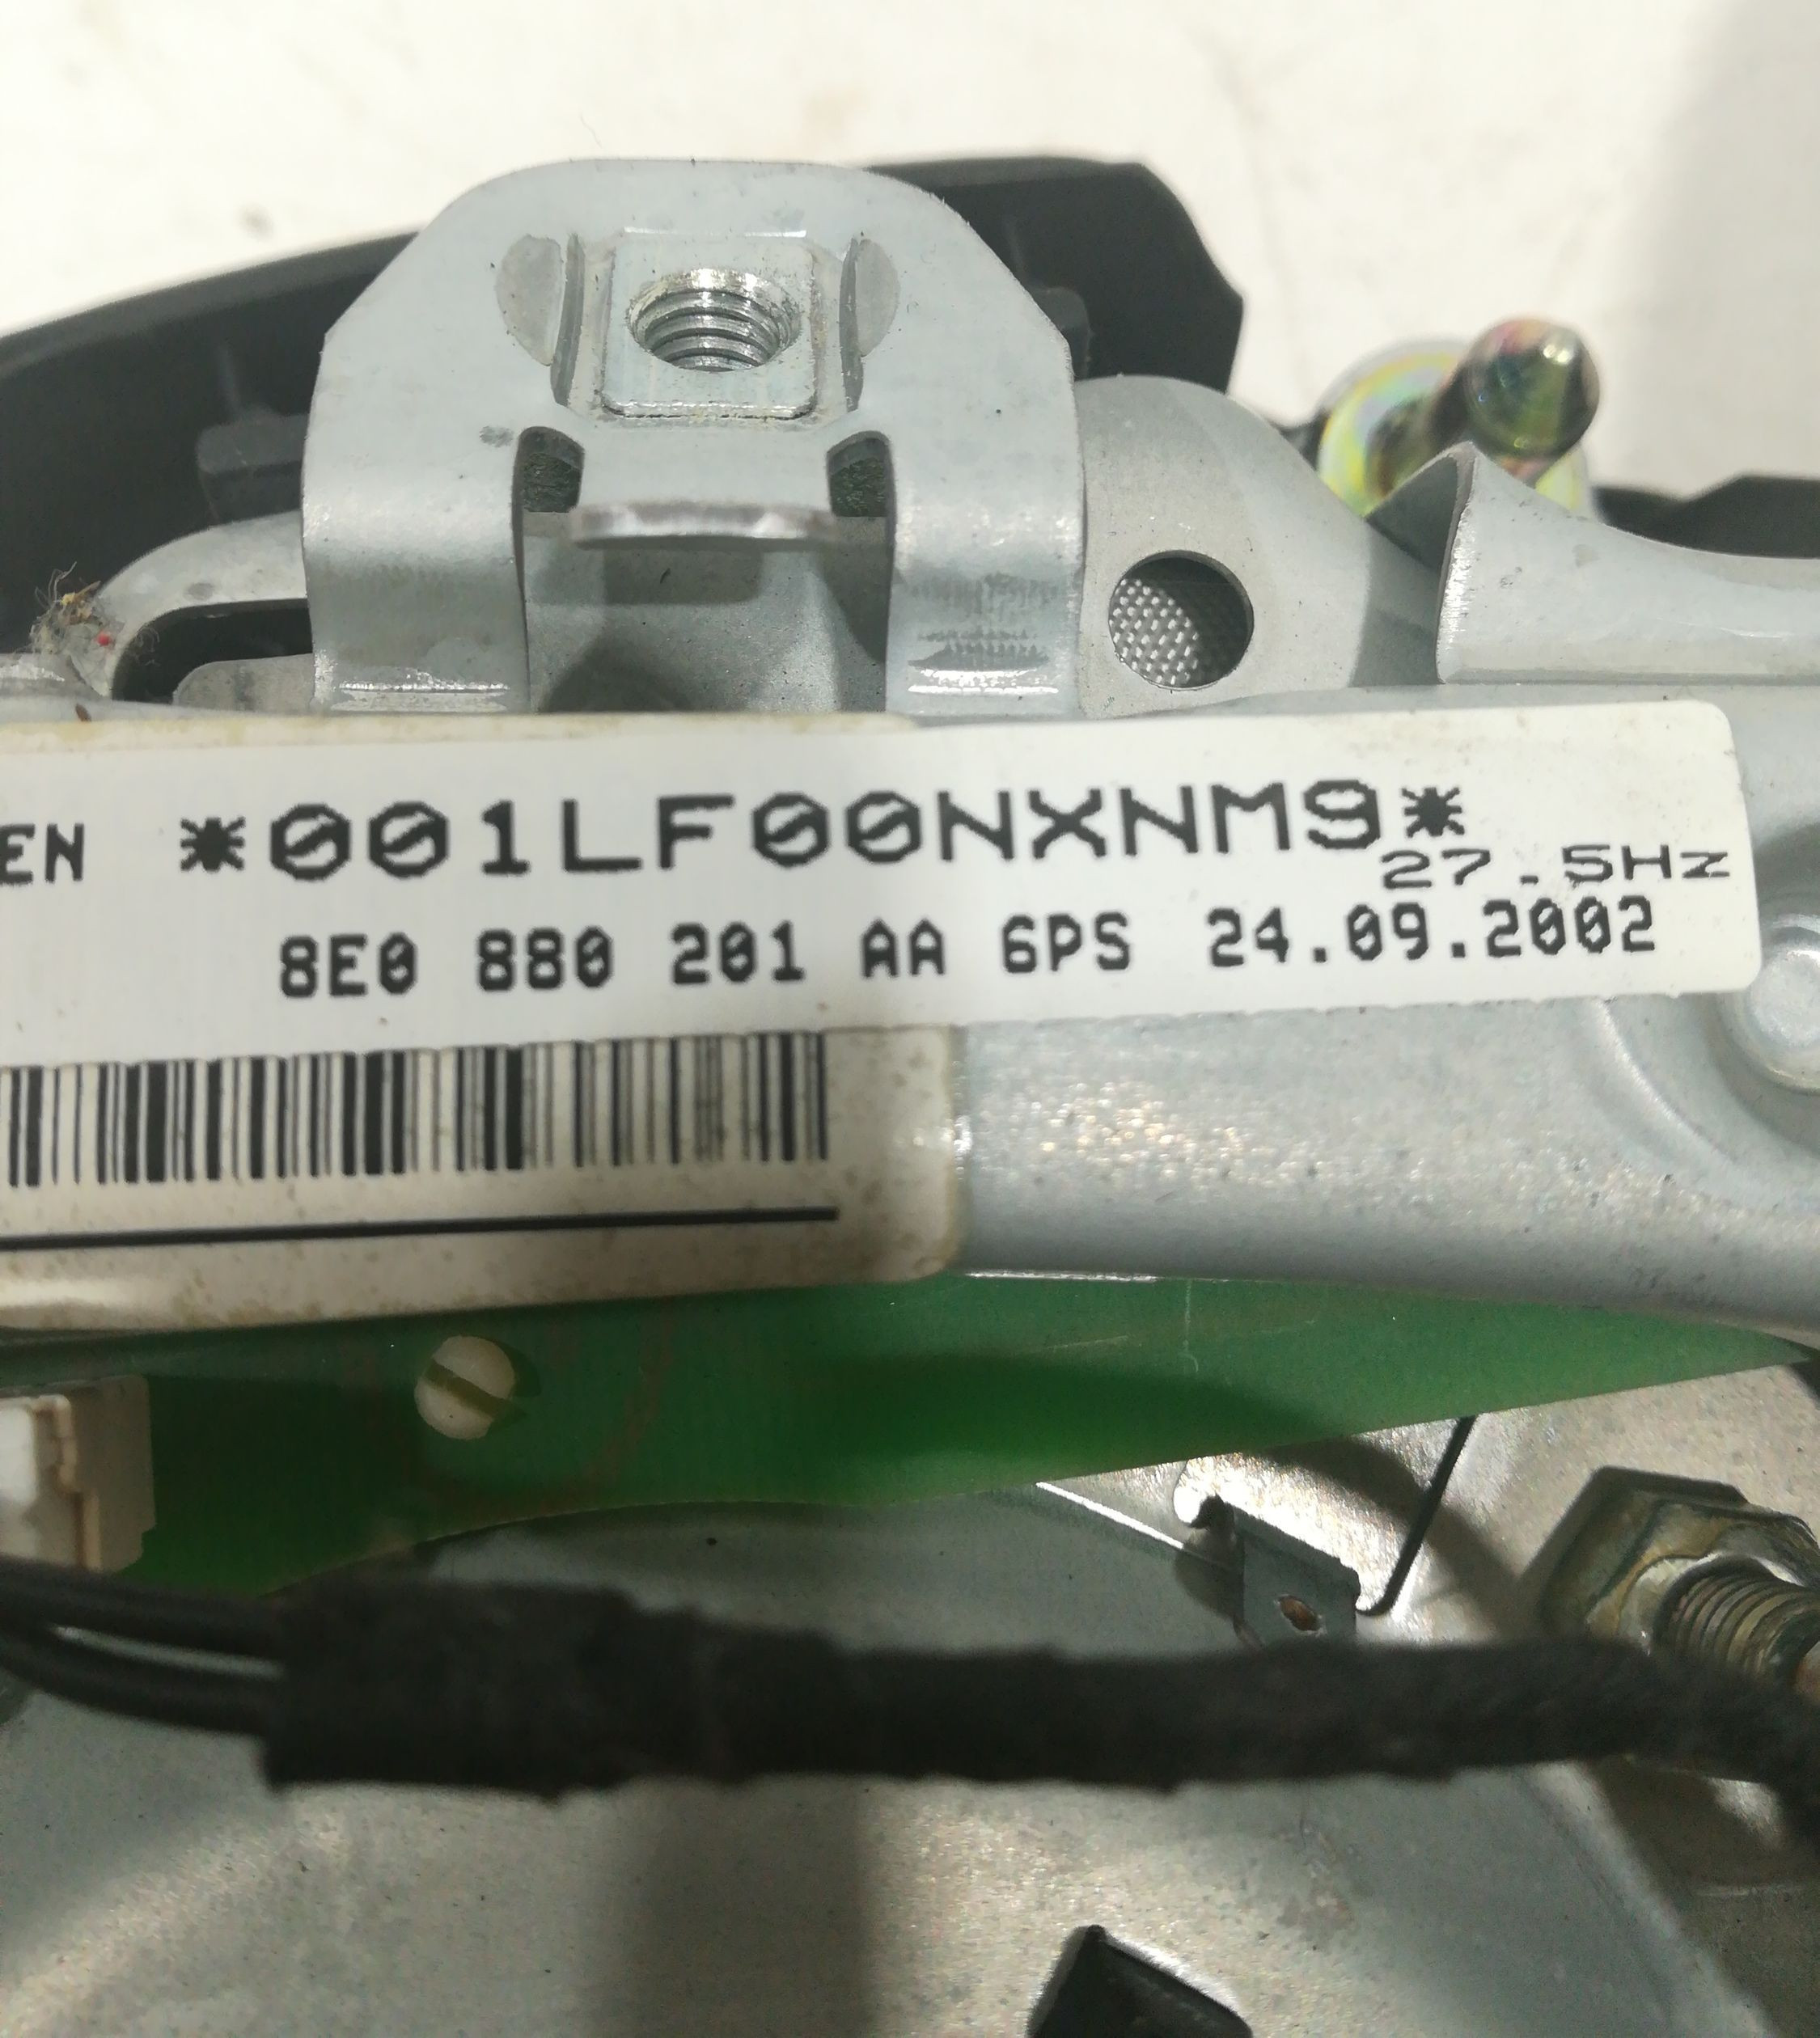 EN *001LF00NXNM9*
27.5Hz
8E0 880 201 AA 6PS 24.09.2002